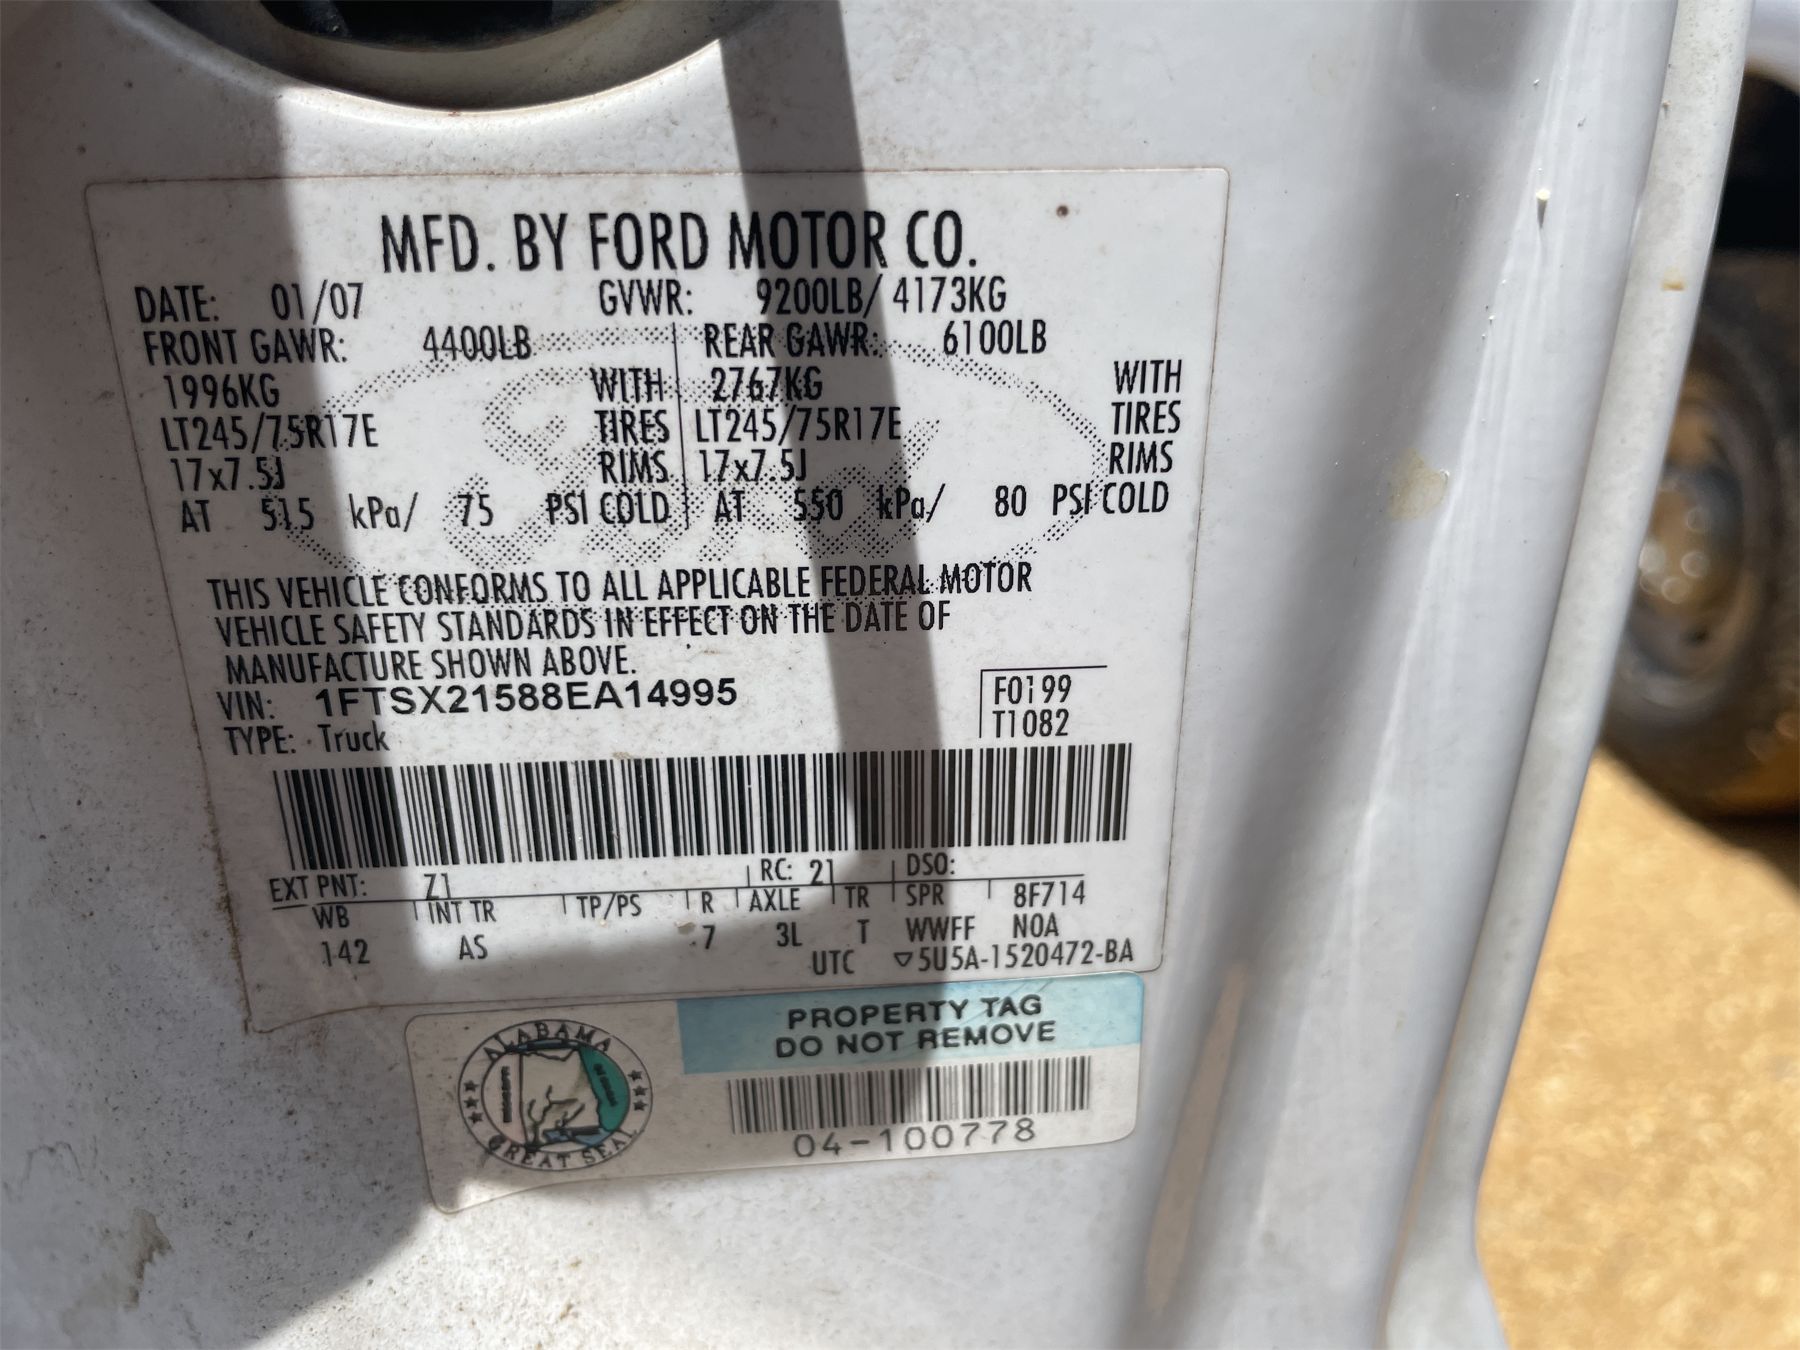 MFD. BY FORD MOTOR CO.
DATE: 01/07 GVWR: 9200LB/ 4173KG
FRONT GAWR: 4400LB REAR GAWR: 6100LB
1996KG WITH 2767KG WITH
LT245/75R17E TIRES LT245/75R17E TIRES
17x7.5J RIMS 17x7.5J RIMS
AT 515 kPa/ 75 PSI COLD AT 550 kPa/ 80 PSI COLD
THIS VEHICLE CONFORMS TO ALL APPLICABLE FEDERAL MOTOR
VEHICLE SAFETY STANDARDS IN EFFECT ON THE DATE OF
MANUFACTURE SHOWN ABOVE.
VIN: 1FTSX21588EA14995 F0199
TYPE: Truck T1082
EXT PNT: Z1 RC: 21 DSO:
WB INT TR TP/PS R AXLE TR SPR 8F714
142 AS 7 3L T WWFF N0A
UTC ▽5U5A-1520472-BA
PROPERTY TAG
DO NOT REMOVE
ALABAMA
GREAT SEAL
04-100778